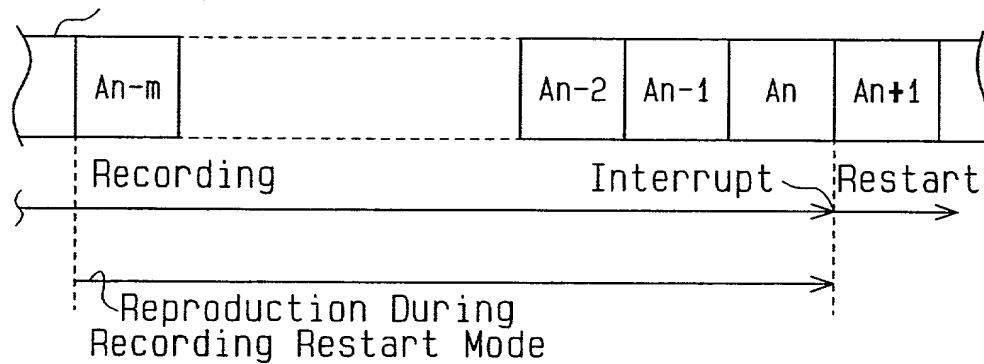 An-m An-2 An-1 An An+1
Recording Interrupt Restart
Reproduction During
Recording Restart Mode